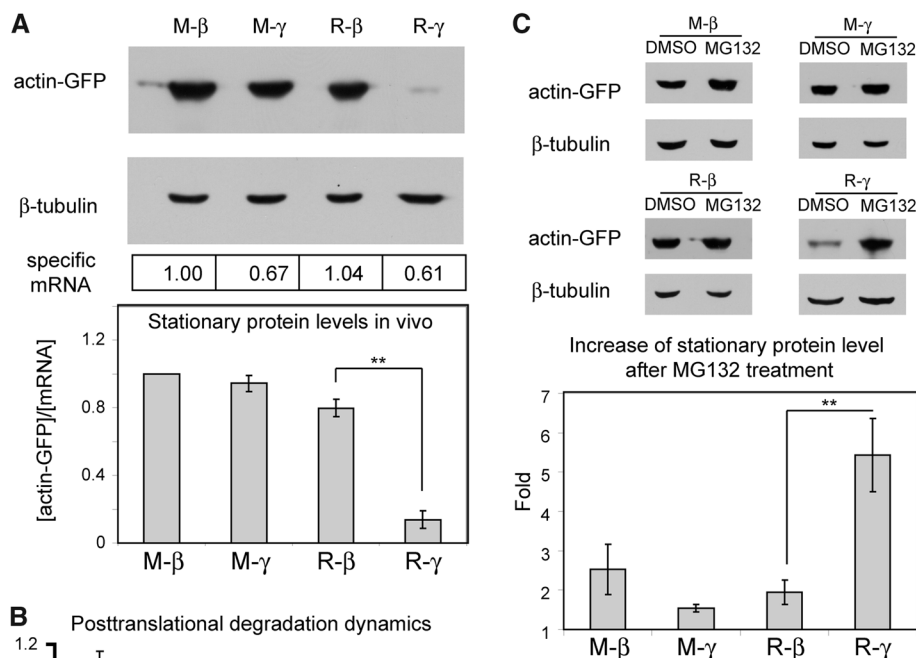 A
M-β M-γ R-β R-γ
actin-GFP
β-tubulin
specific
mRNA
1.00 0.67 1.04 0.61
Stationary protein levels in vivo
[actin-GFP]/[mRNA]
1.2
0.8
0.4
0
**
M-β M-γ R-β R-γ
B
Posttranslational degradation dynamics
1.2
C
M-β M-γ
DMSO MG132 DMSO MG132
actin-GFP
β-tubulin
R-β R-γ
DMSO MG132 DMSO MG132
actin-GFP
β-tubulin
Increase of stationary protein level
after MG132 treatment
Fold
7
6
5
4
3
2
1
**
M-β M-γ R-β R-γ